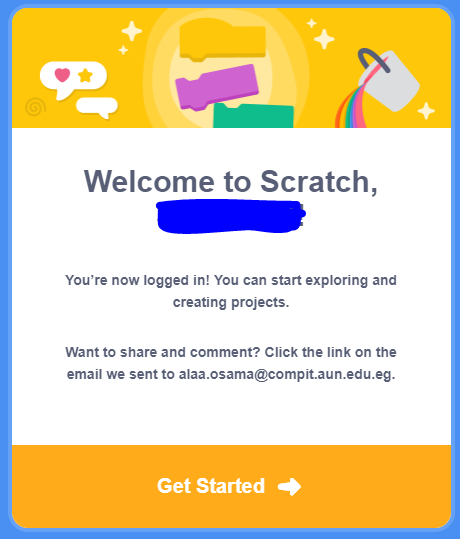 Welcome to Scratch,
You’re now logged in! You can start exploring and
creating projects.
Want to share and comment? Click the link on the
email we sent to alaa.osama@compit.aun.edu.eg.
Get Started